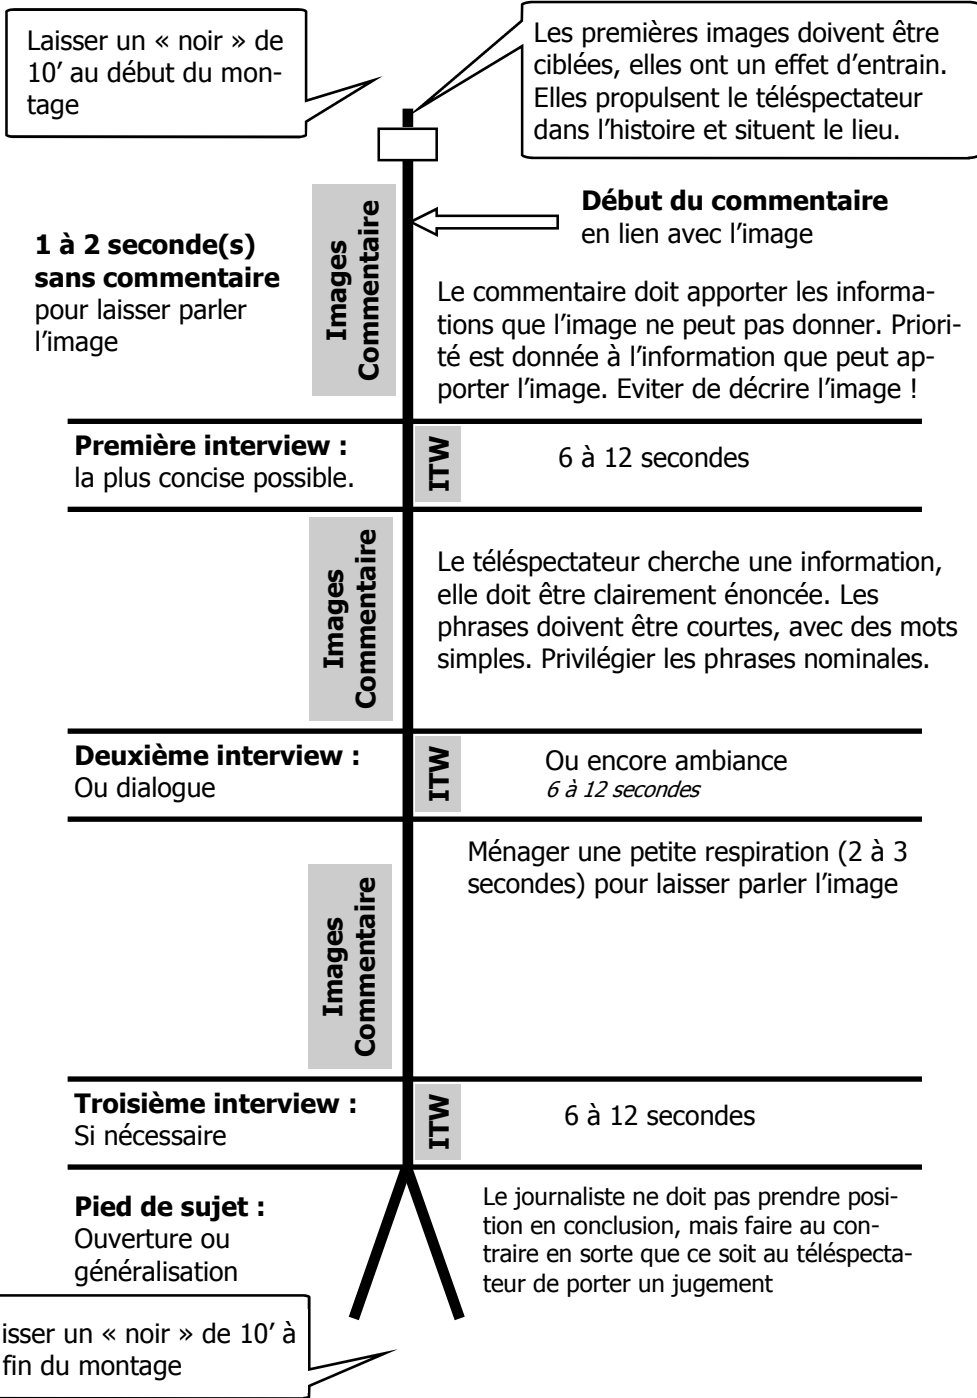 Laisser un « noir » de
10’ au début du mon-
tage
Les premières images doivent être
ciblées, elles ont un effet d’entrain.
Elles propulsent le téléspectateur
dans l’histoire et situent le lieu.
Début du commentaire
en lien avec l’image
1 à 2 seconde(s)
sans commentaire
pour laisser parler
l’image
Images
Commentaire
Le commentaire doit apporter les informa-
tions que l’image ne peut pas donner. Priori-
té est donnée à l’information que peut ap-
porter l’image. Eviter de décrire l’image !
Première interview :
la plus concise possible.
ITW
6 à 12 secondes
Images
Commentaire
Le téléspectateur cherche une information,
elle doit être clairement énoncée. Les
phrases doivent être courtes, avec des mots
simples. Privilégier les phrases nominales.
Deuxième interview :
Ou dialogue
ITW
Ou encore ambiance
6 à 12 secondes
Ménager une petite respiration (2 à 3
secondes) pour laisser parler l’image
Images
Commentaire
Troisième interview :
Si nécessaire
ITW
6 à 12 secondes
Pied de sujet :
Ouverture ou
généralisation
Le journaliste ne doit pas prendre posi-
tion en conclusion, mais faire au con-
traire en sorte que ce soit au téléspecta-
teur de porter un jugement
isser un « noir » de 10’ à
fin du montage